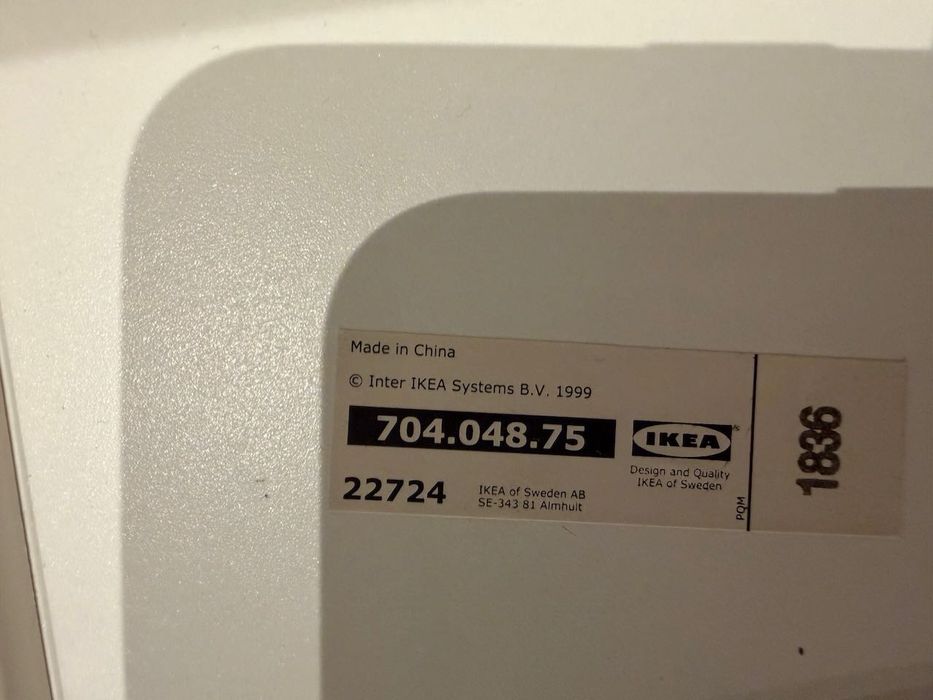 Made in China
© Inter IKEA Systems B.V. 1999
704.048.75
IKEA
Design and Quality
IKEA of Sweden
22724
IKEA of Sweden AB
SE-343 81 Älmhult
PQM
1836